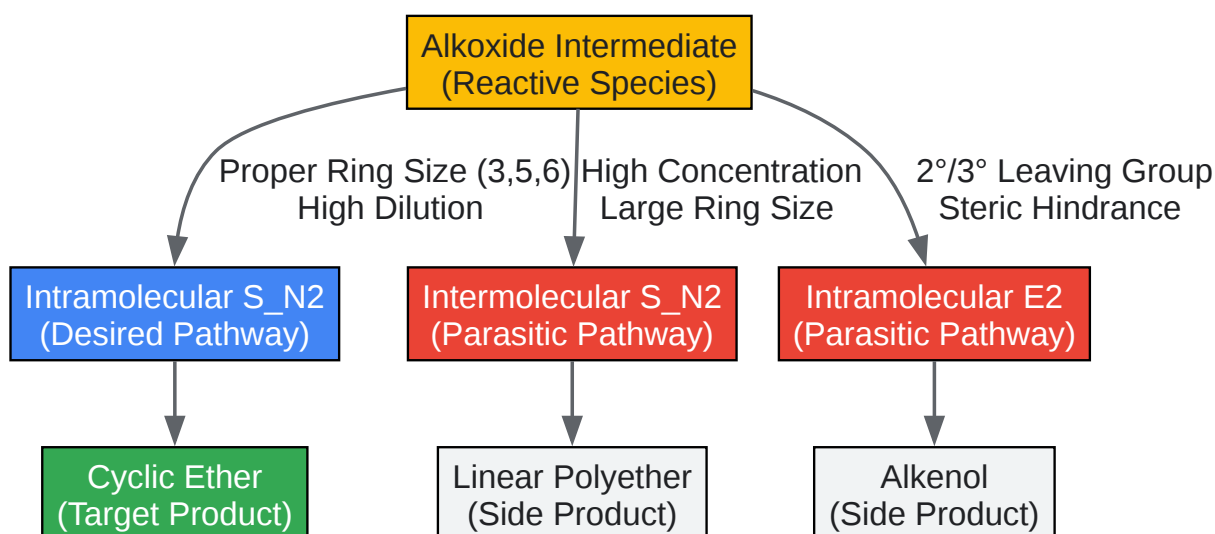 Alkoxide Intermediate
(Reactive Species)
Proper Ring Size (3,5,6)
High Dilution
High Concentration
Large Ring Size
2°/3° Leaving Group
Steric Hindrance
Intramolecular S_N2
(Desired Pathway)
Intermolecular S_N2
(Parasitic Pathway)
Intramolecular E2
(Parasitic Pathway)
Cyclic Ether
(Target Product)
Linear Polyether
(Side Product)
Alkenol
(Side Product)